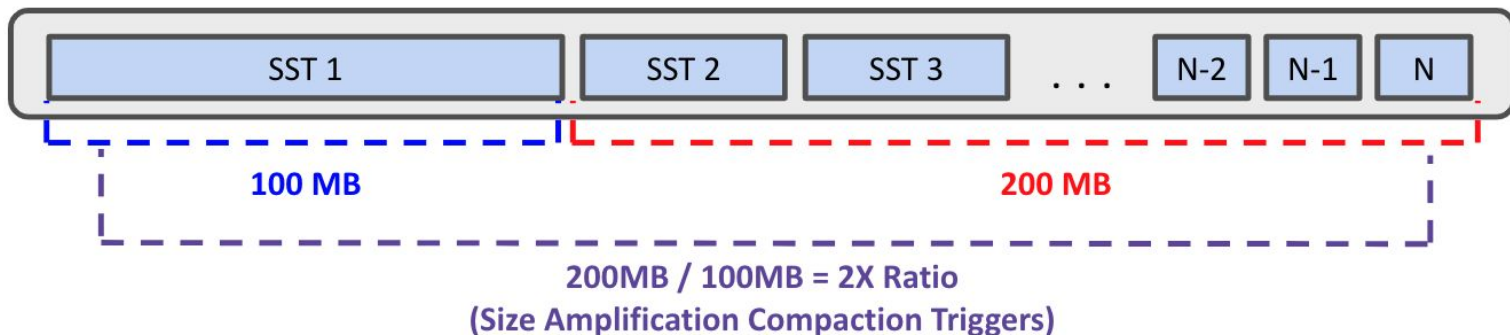 SST 1 SST 2 SST 3 . . . N-2 N-1 N
100 MB 200 MB
200MB / 100MB = 2X Ratio
(Size Amplification Compaction Triggers)